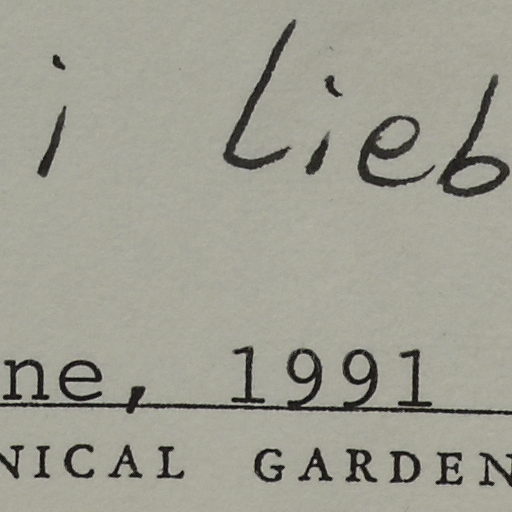 i lieb
ne, 1991
NICAL GARDEN